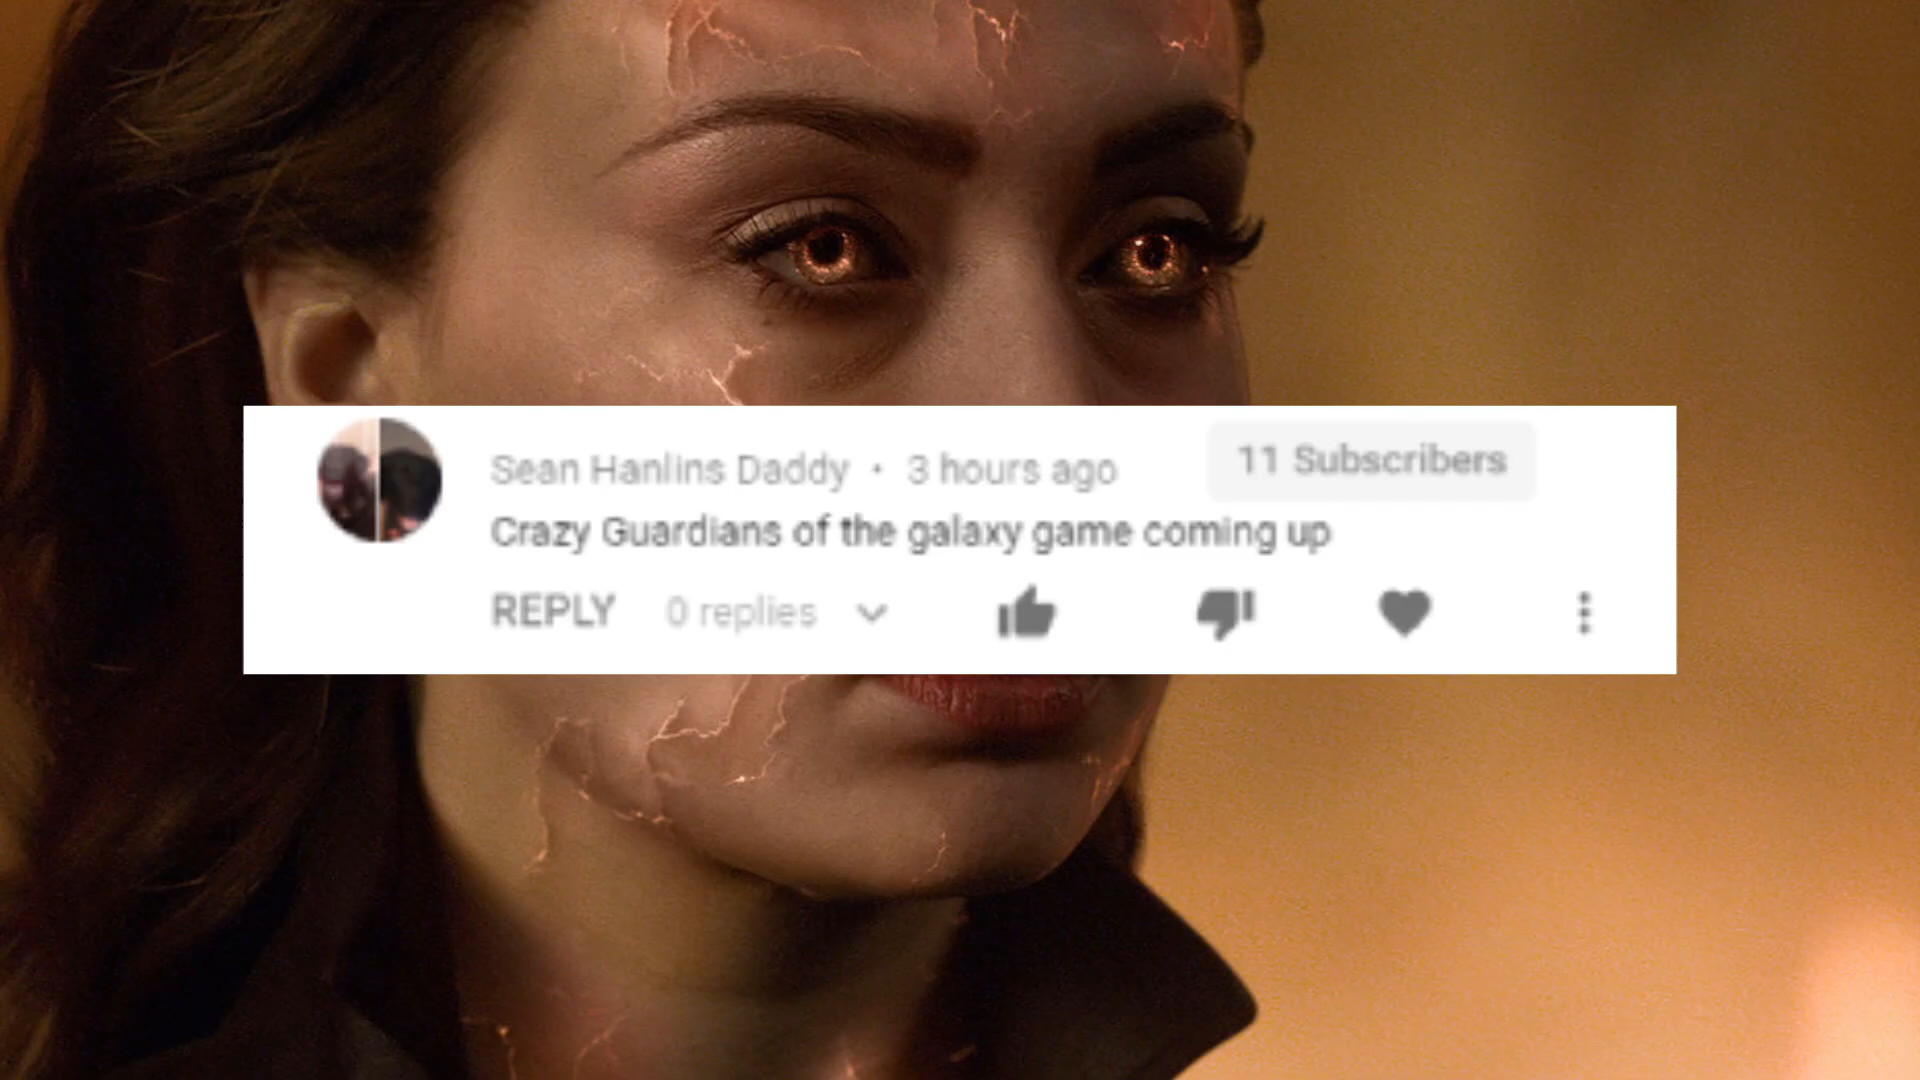 Sean Hanlins Daddy · 3 hours ago 11 Subscribers
Crazy Guardians of the galaxy game coming up
REPLY 0 replies